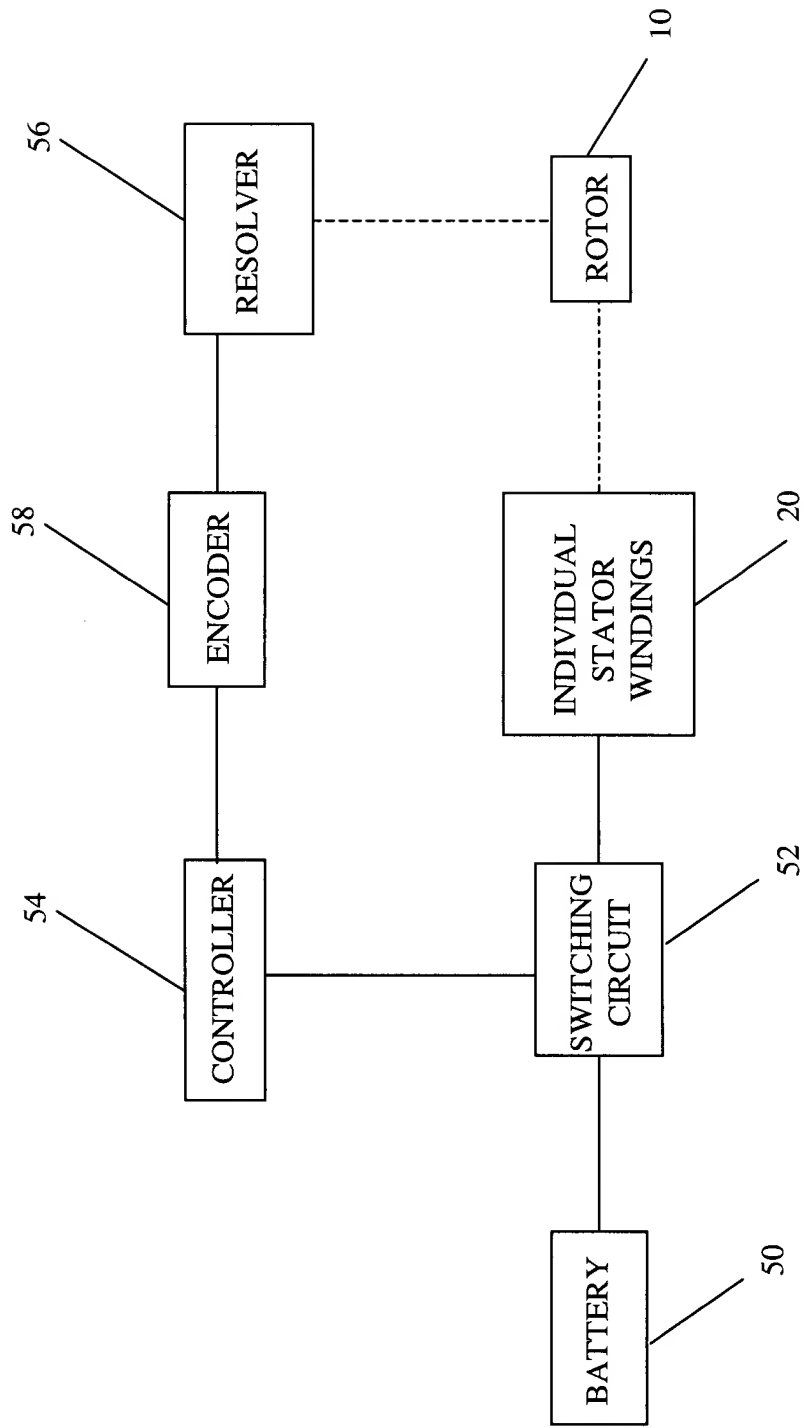 54
CONTROLLER
58
ENCODER
56
RESOLVER
BATTERY
50
SWITCHING
CIRCUIT
52
INDIVIDUAL
STATOR
WINDINGS
20
ROTOR
10